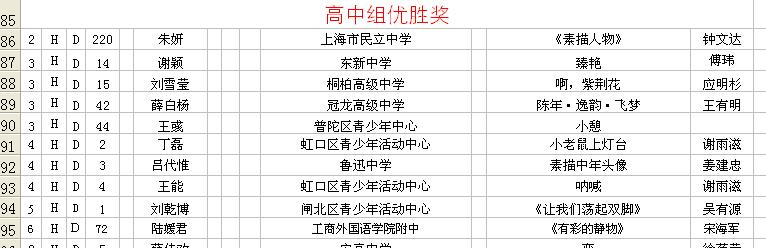 85 高中组优胜奖
86 2 H D 220 朱妍 上海市民立中学 《素描人物》 钟文达
87 3 H D 14 谢颖 东新中学 臻艳 傅玮
88 3 H D 15 刘雪莹 桐柏高级中学 啊，紫荆花 应明杉
89 3 H D 42 薛白杨 冠龙高级中学 陈年·逸韵·飞梦 王有明
90 3 H D 44 王彧 普陀区青少年中心 小憩
91 4 H D 2 丁磊 虹口区青少年活动中心 小老鼠上灯台 谢雨滋
92 4 H D 3 吕代惟 鲁迅中学 素描中年头像 姜建忠
93 4 H D 4 王能 虹口区青少年活动中心 呐喊 谢雨滋
94 5 H D 1 刘乾博 闸北区青少年活动中心 《让我们荡起双脚》 吴有源
95 6 H D 72 陆媛君 工商外国语学院附中 《有彩的静物》 宋海军